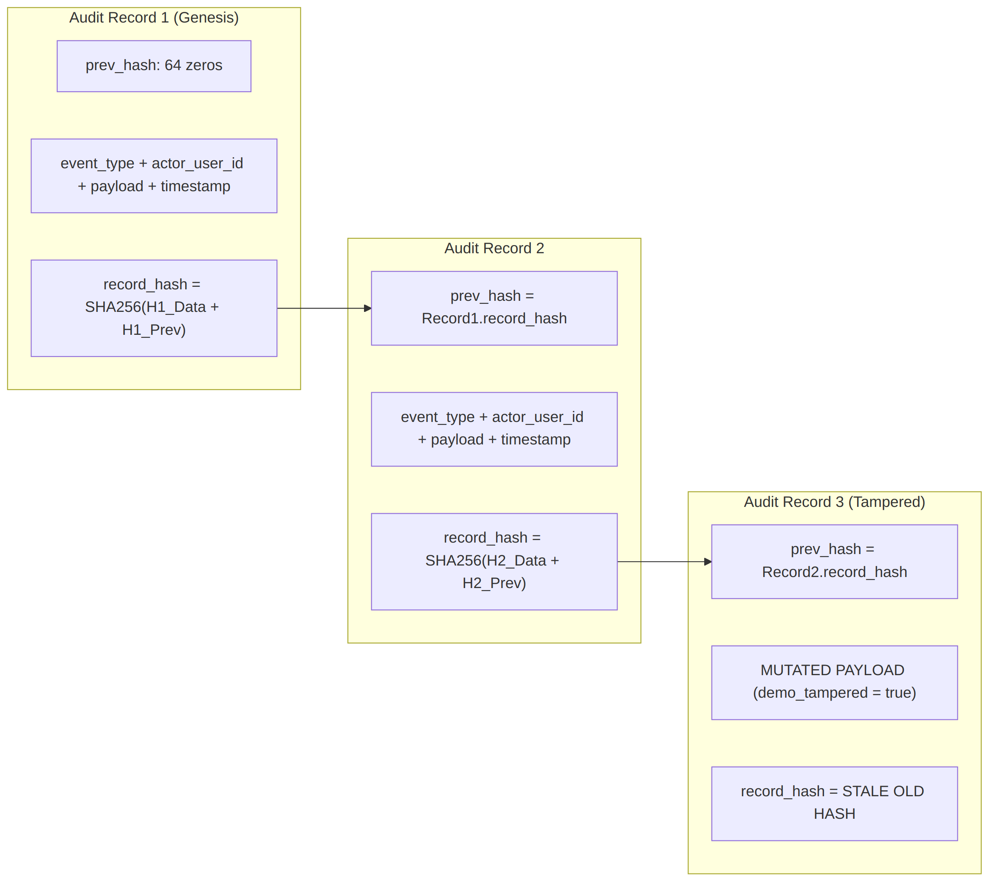 Audit Record 1 (Genesis)
prev_hash: 64 zeros
event_type + actor_user_id
+ payload + timestamp
record_hash =
SHA256(H1_Data +
H1_Prev)
Audit Record 2
prev_hash =
Record1.record_hash
event_type + actor_user_id
+ payload + timestamp
record_hash =
SHA256(H2_Data +
H2_Prev)
Audit Record 3 (Tampered)
prev_hash =
Record2.record_hash
MUTATED PAYLOAD
(demo_tampered = true)
record_hash = STALE OLD
HASH